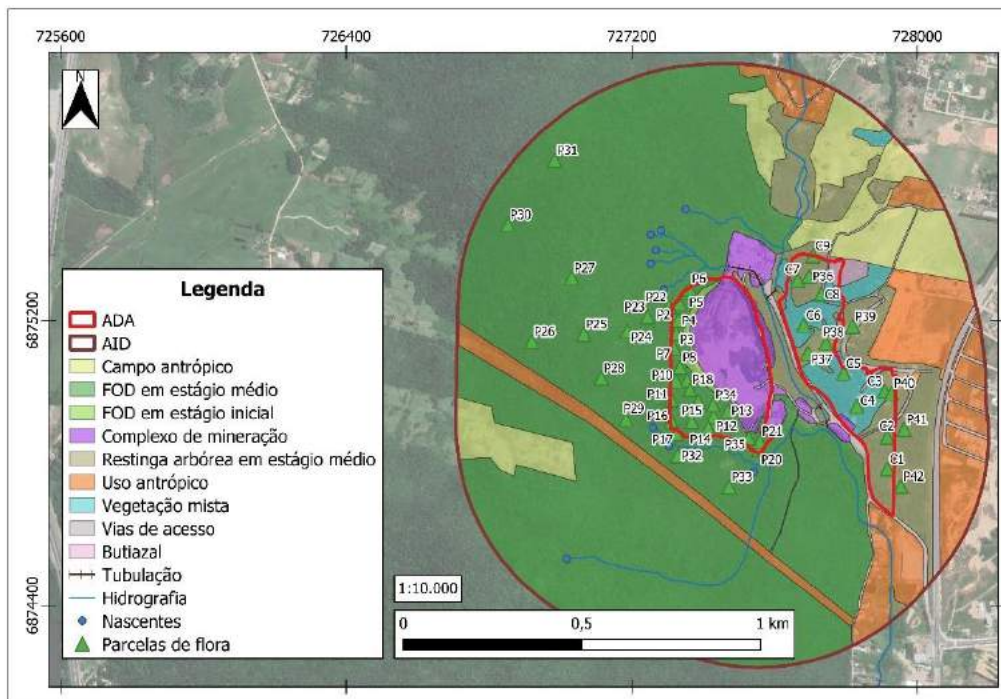 725600
726400
727200
728000
N
6875200
6874400
P31
P30
P27
P26
P25
P28
P29
P22
P23
P24
P2
P6
P5
P4
P3
P7
P8
P10
P11
P18
P34
P13
P15
P12
P16
P14
P17
P35
P21
P20
P32
P33
C9
C7
P36
C8
C6
P39
P38
P37
C5
C3
P40
C4
P41
C2
C1
P42
Legenda
ADA
AID
Campo antrópico
FOD em estágio médio
FOD em estágio inicial
Complexo de mineração
Restinga arbórea em estágio médio
Uso antrópico
Vegetação mista
Vias de acesso
Butiazal
Tubulação
Hidrografia
Nascentes
Parcelas de flora
1:10.000
0
0,5
1 km